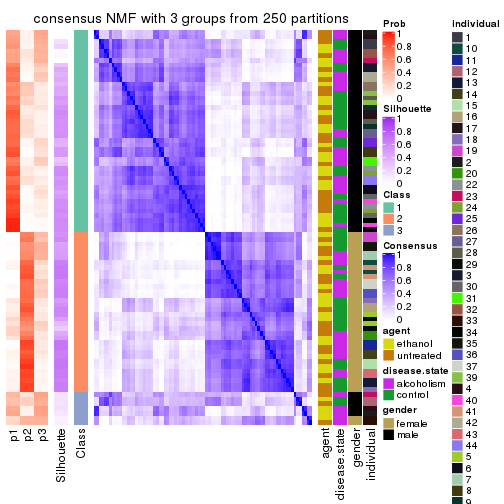 consensus NMF with 3 groups from 250 partitions
p1
p2
p3
Silhouette
Class
agent
disease.state
gender
individual
Prob
1
0.8
0.6
0.4
0.2
0
Silhouette
1
0.8
0.6
0.4
0.2
0
Class
1
2
3
Consensus
1
0.8
0.6
0.4
0.2
0
agent
ethanol
untreated
disease.state
alcoholism
control
gender
female
male
individual
1
10
11
12
13
14
15
16
17
18
19
2
20
22
23
24
25
26
27
28
29
3
30
31
32
33
34
35
36
37
39
4
40
41
42
43
44
5
6
7
8
9